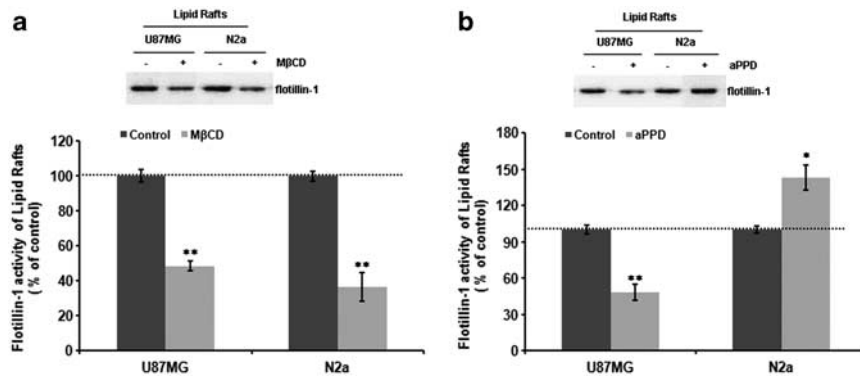 a
Lipid Rafts
U87MG N2a
- + - + MβCD
flotillin-1
Control MβCD
Flotillin-1 activity of Lipid Rafts
( % of control)
120
100
80
60
40
20
0
**
**
U87MG N2a
b
Lipid Rafts
U87MG N2a
- + - + aPPD
flotillin-1
Control aPPD
Flotillin-1 activity of Lipid Rafts
( % of control)
180
150
120
90
60
30
0
**
*
U87MG N2a